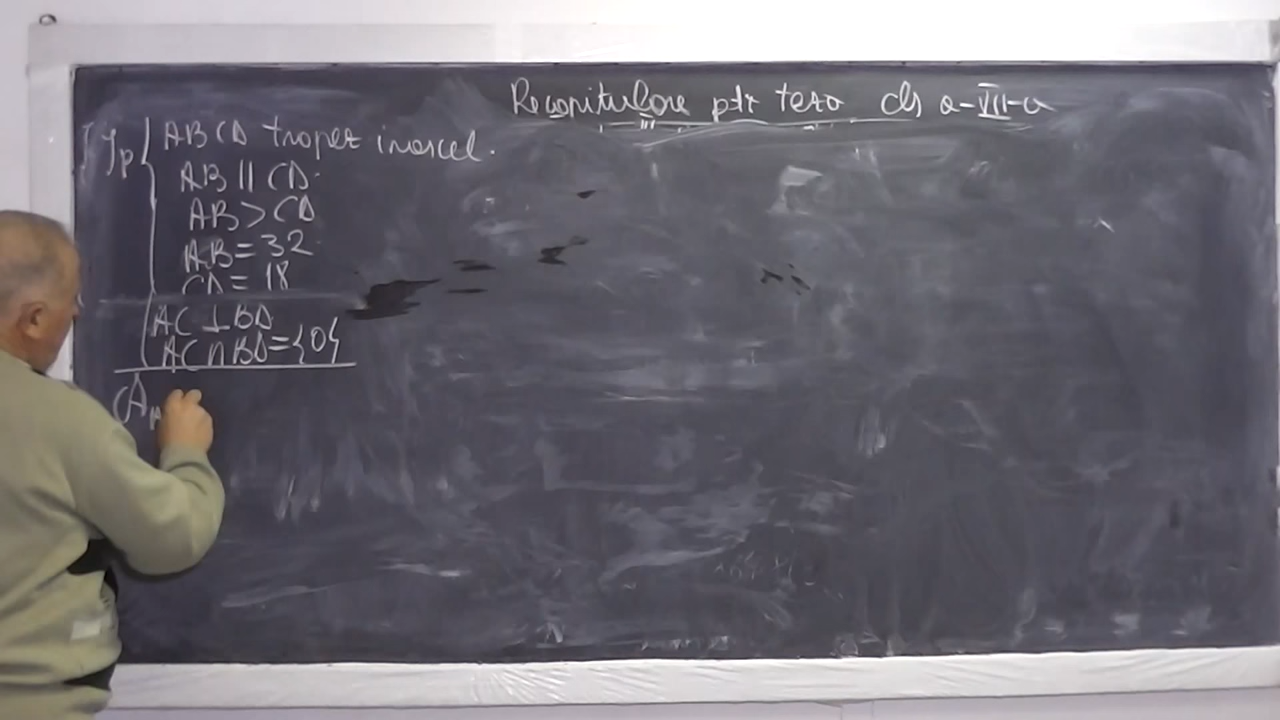 Recapitulare ptr teza cls a-VII-a
I Ip { ABCD trapez isoscel.
AB || CD
AB > CD
AB = 32
CD = 18
AC ⊥ BD
AC ∩ BD = {O}